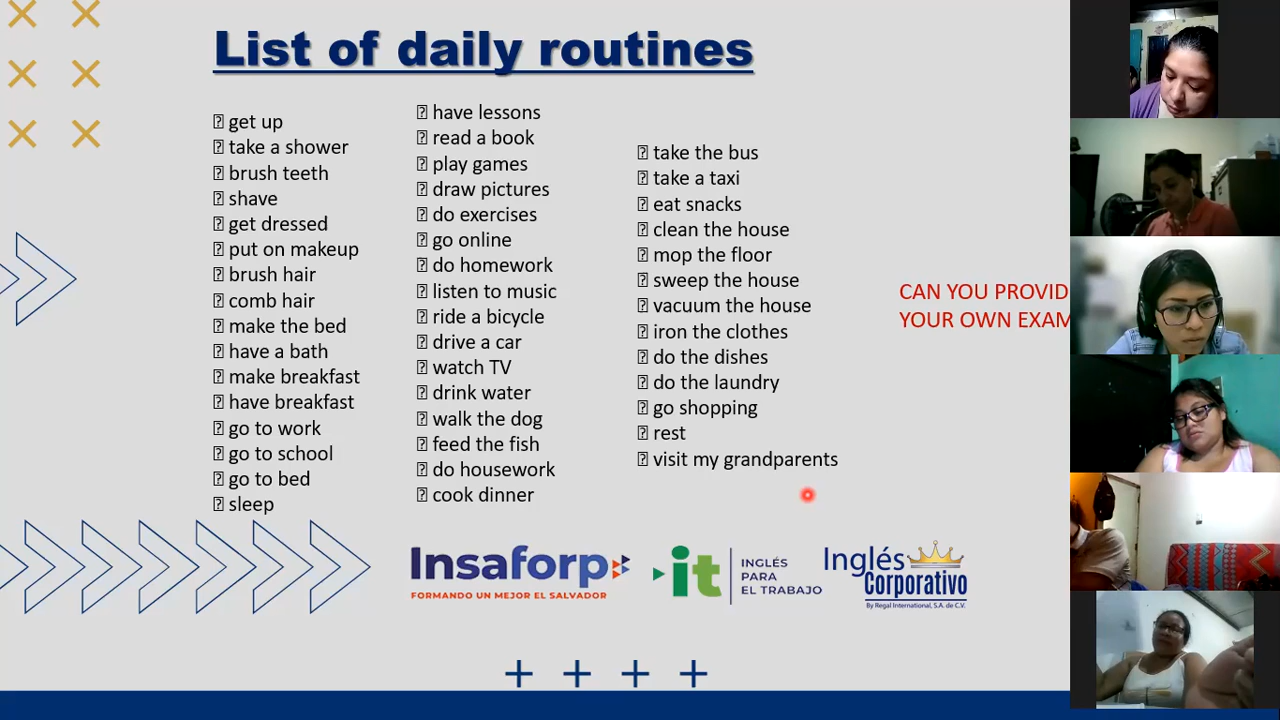 List of daily routines
get up
take a shower
brush teeth
shave
get dressed
put on makeup
brush hair
comb hair
make the bed
have a bath
make breakfast
have breakfast
go to work
go to school
go to bed
sleep
have lessons
read a book
play games
draw pictures
do exercises
go online
do homework
listen to music
ride a bicycle
drive a car
watch TV
drink water
walk the dog
feed the fish
do housework
cook dinner
take the bus
take a taxi
eat snacks
clean the house
mop the floor
sweep the house
vacuum the house
iron the clothes
do the dishes
do the laundry
go shopping
rest
visit my grandparents
CAN YOU PROVID
YOUR OWN EXAM
Insaforp
FORMANDO UN MEJOR EL SALVADOR
it
INGLÉS
PARA
EL TRABAJO
Inglés
Corporativo
By Regal International, S.A. de C.V.